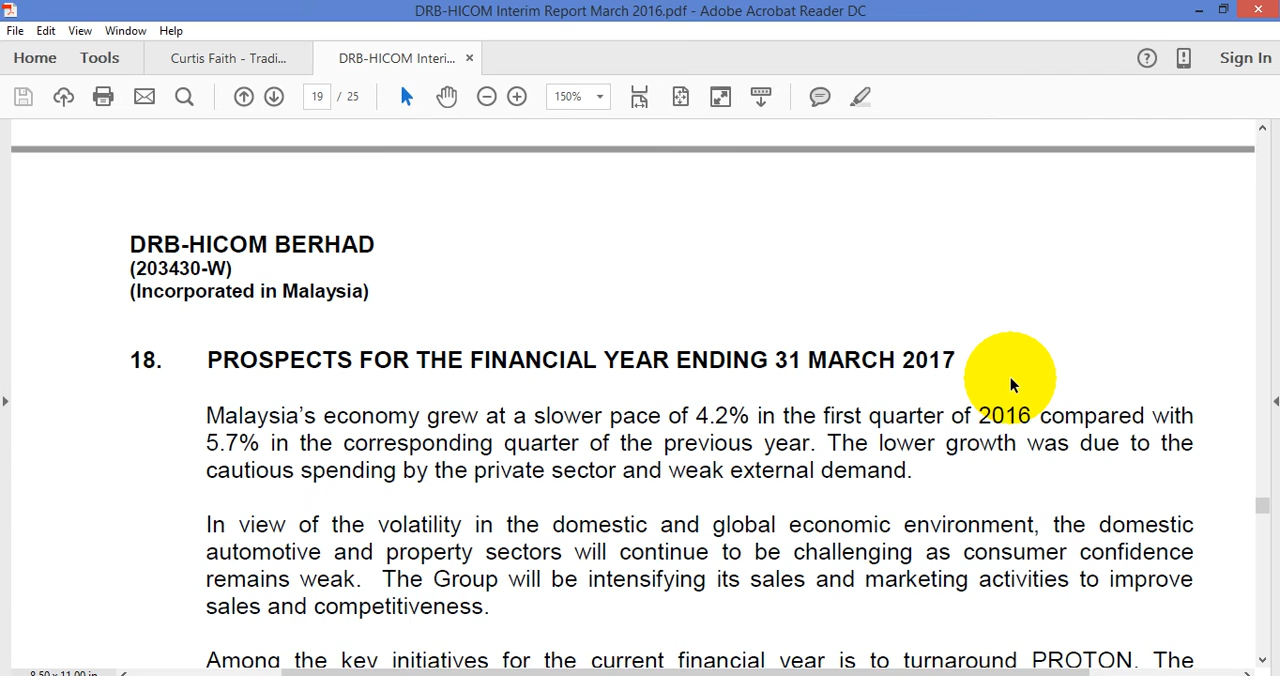 DRB-HICOM Interim Report March 2016.pdf - Adobe Acrobat Reader DC
File Edit View Window Help
Home Tools Curtis Faith - Tradi... DRB-HICOM Interi... × Sign In
19 / 25 150%
DRB-HICOM BERHAD
(203430-W)
(Incorporated in Malaysia)
18. PROSPECTS FOR THE FINANCIAL YEAR ENDING 31 MARCH 2017
Malaysia's economy grew at a slower pace of 4.2% in the first quarter of 2016 compared with
5.7% in the corresponding quarter of the previous year. The lower growth was due to the
cautious spending by the private sector and weak external demand.
In view of the volatility in the domestic and global economic environment, the domestic
automotive and property sectors will continue to be challenging as consumer confidence
remains weak. The Group will be intensifying its sales and marketing activities to improve
sales and competitiveness.
Among the key initiatives for the current financial year is to turnaround PROTON. The
8.50 x 11.00 in